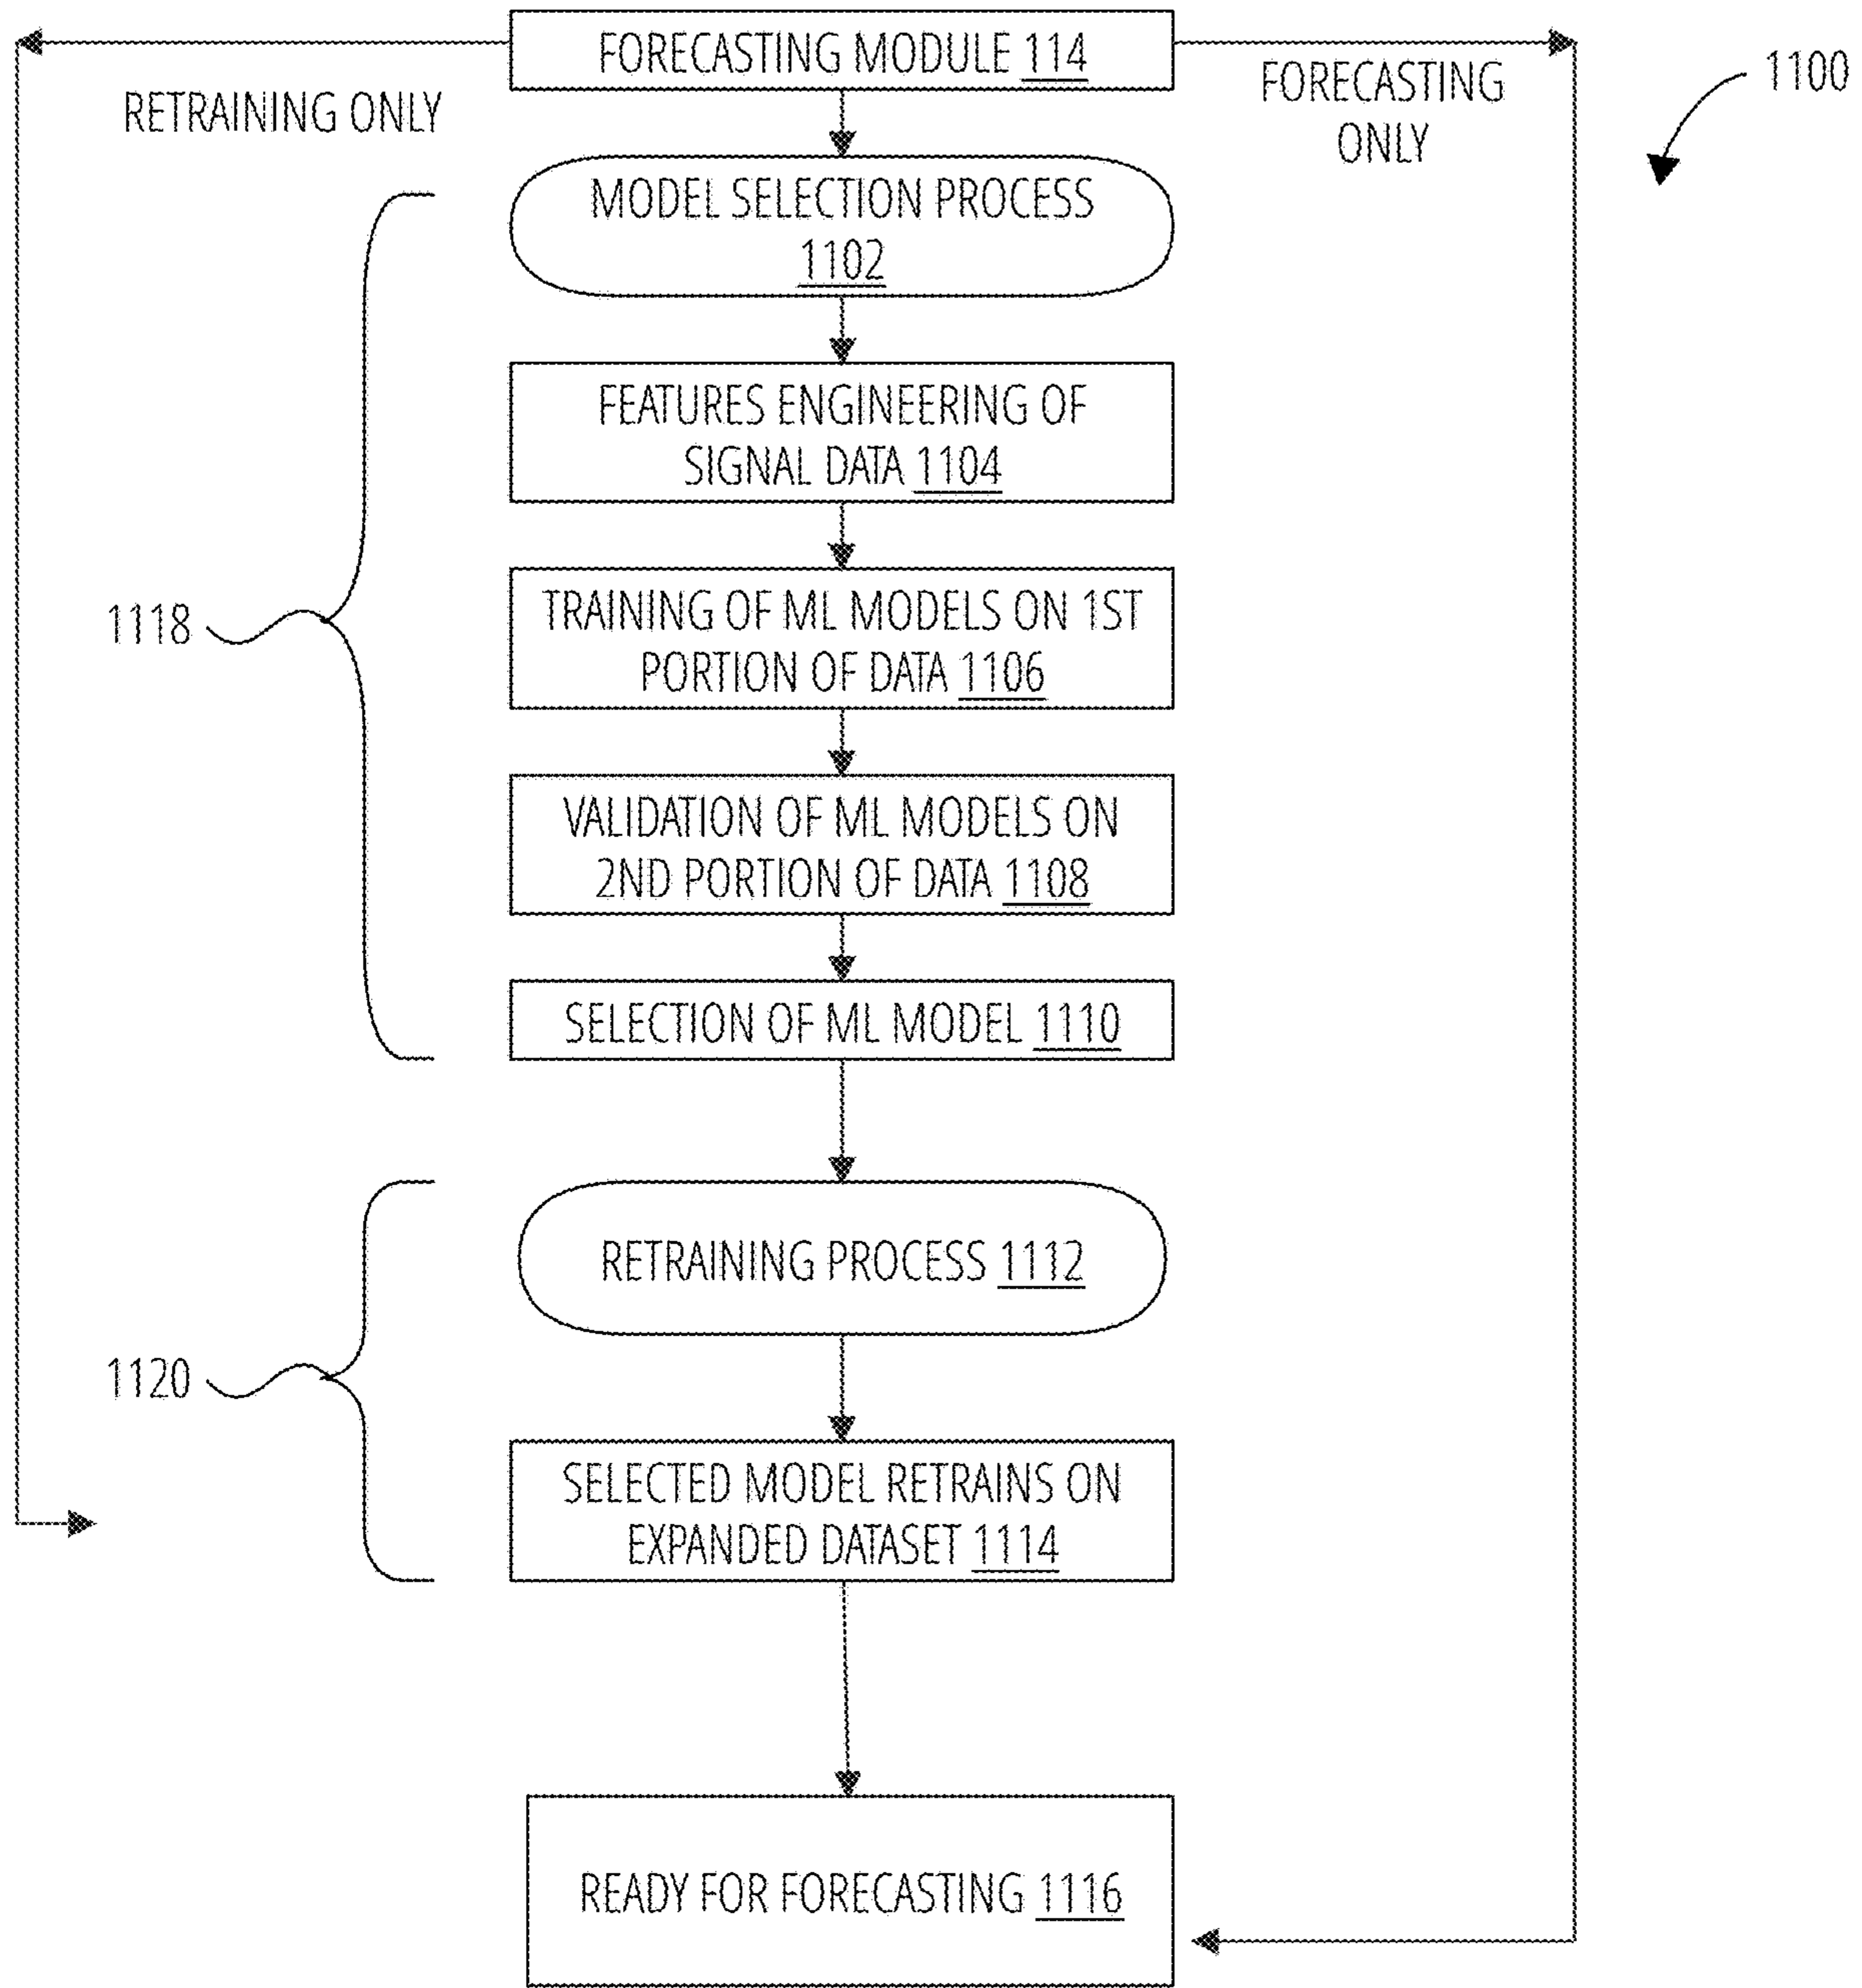 FORECASTING MODULE 114
RETRAINING ONLY
FORECASTING
ONLY
1100
MODEL SELECTION PROCESS
1102
FEATURES ENGINEERING OF
SIGNAL DATA 1104
TRAINING OF ML MODELS ON 1ST
PORTION OF DATA 1106
1118
VALIDATION OF ML MODELS ON
2ND PORTION OF DATA 1108
SELECTION OF ML MODEL 1110
RETRAINING PROCESS 1112
1120
SELECTED MODEL RETRAINS ON
EXPANDED DATASET 1114
READY FOR FORECASTING 1116